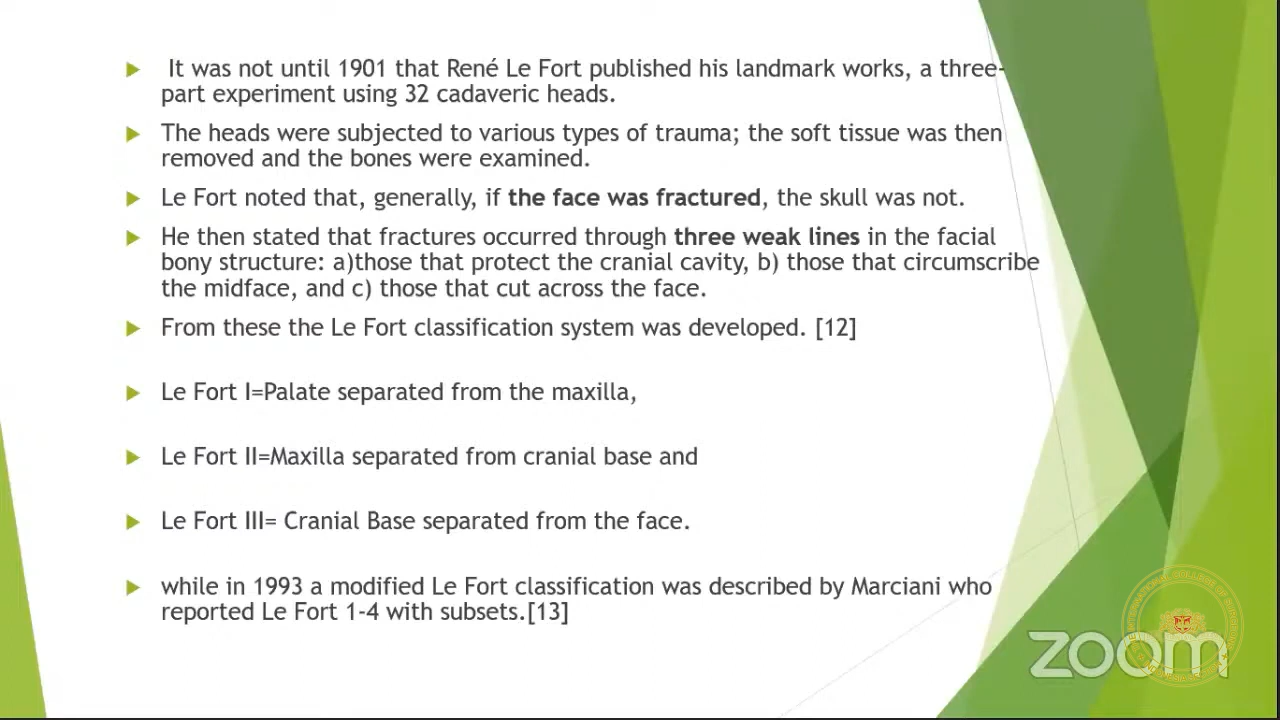 It was not until 1901 that René Le Fort published his landmark works, a three-
part experiment using 32 cadaveric heads.
The heads were subjected to various types of trauma; the soft tissue was then
removed and the bones were examined.
Le Fort noted that, generally, if the face was fractured, the skull was not.
He then stated that fractures occurred through three weak lines in the facial
bony structure: a)those that protect the cranial cavity, b) those that circumscribe
the midface, and c) those that cut across the face.
From these the Le Fort classification system was developed. [12]
Le Fort I=Palate separated from the maxilla,
Le Fort II=Maxilla separated from cranial base and
Le Fort III= Cranial Base separated from the face.
while in 1993 a modified Le Fort classification was described by Marciani who
reported Le Fort 1-4 with subsets.[13]
INTERNATIONAL COLLEGE OF
zoom